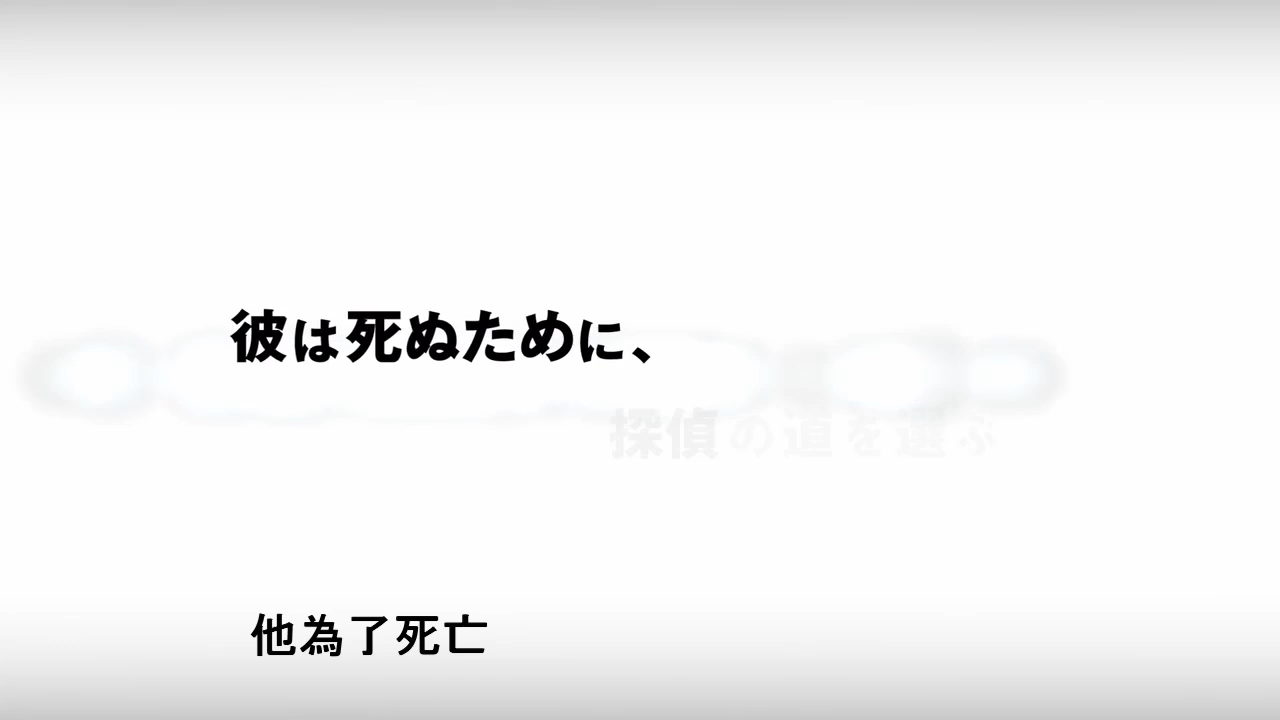 彼は死ぬために、
探偵の道を選ぶ
他為了死亡